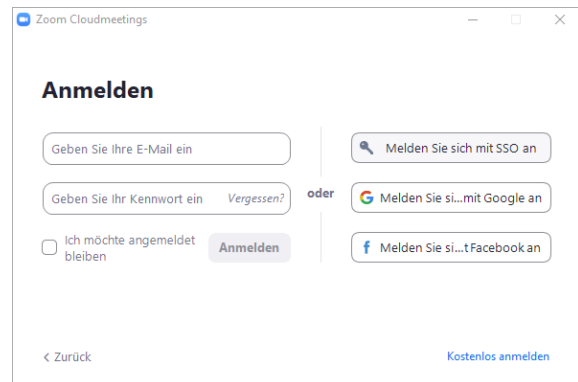 Zoom Cloudmeetings
Anmelden
Geben Sie Ihre E-Mail ein
Geben Sie Ihr Kennwort ein Vergessen?
Ich möchte angemeldet
bleiben
Anmelden
oder
Melden Sie sich mit SSO an
Melden Sie si...mit Google an
Melden Sie si...t Facebook an
Zurück
Kostenlos anmelden